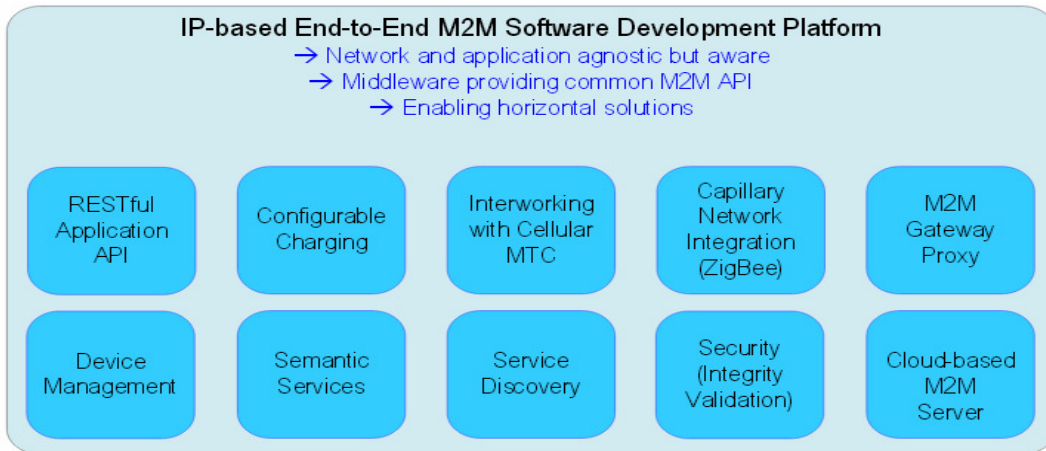 IP-based End-to-End M2M Software Development Platform
→ Network and application agnostic but aware
→ Middleware providing common M2M API
→ Enabling horizontal solutions
RESTful
Application
API
Configurable
Charging
Interworking
with Cellular
MTC
Capillary
Network
Integration
(ZigBee)
M2M
Gateway
Proxy
Device
Management
Semantic
Services
Service
Discovery
Security
(Integrity
Validation)
Cloud-based
M2M
Server